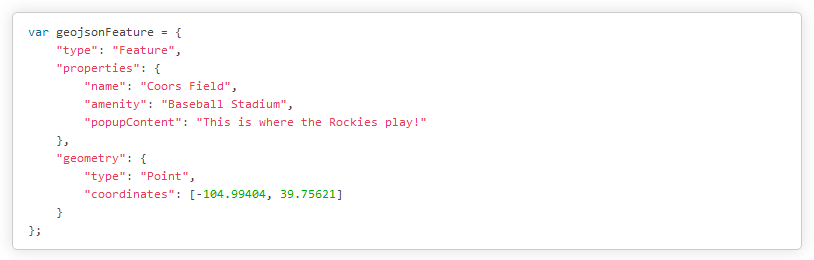 var geojsonFeature = {
    "type": "Feature",
    "properties": {
        "name": "Coors Field",
        "amenity": "Baseball Stadium",
        "popupContent": "This is where the Rockies play!"
    },
    "geometry": {
        "type": "Point",
        "coordinates": [-104.99404, 39.75621]
    }
};